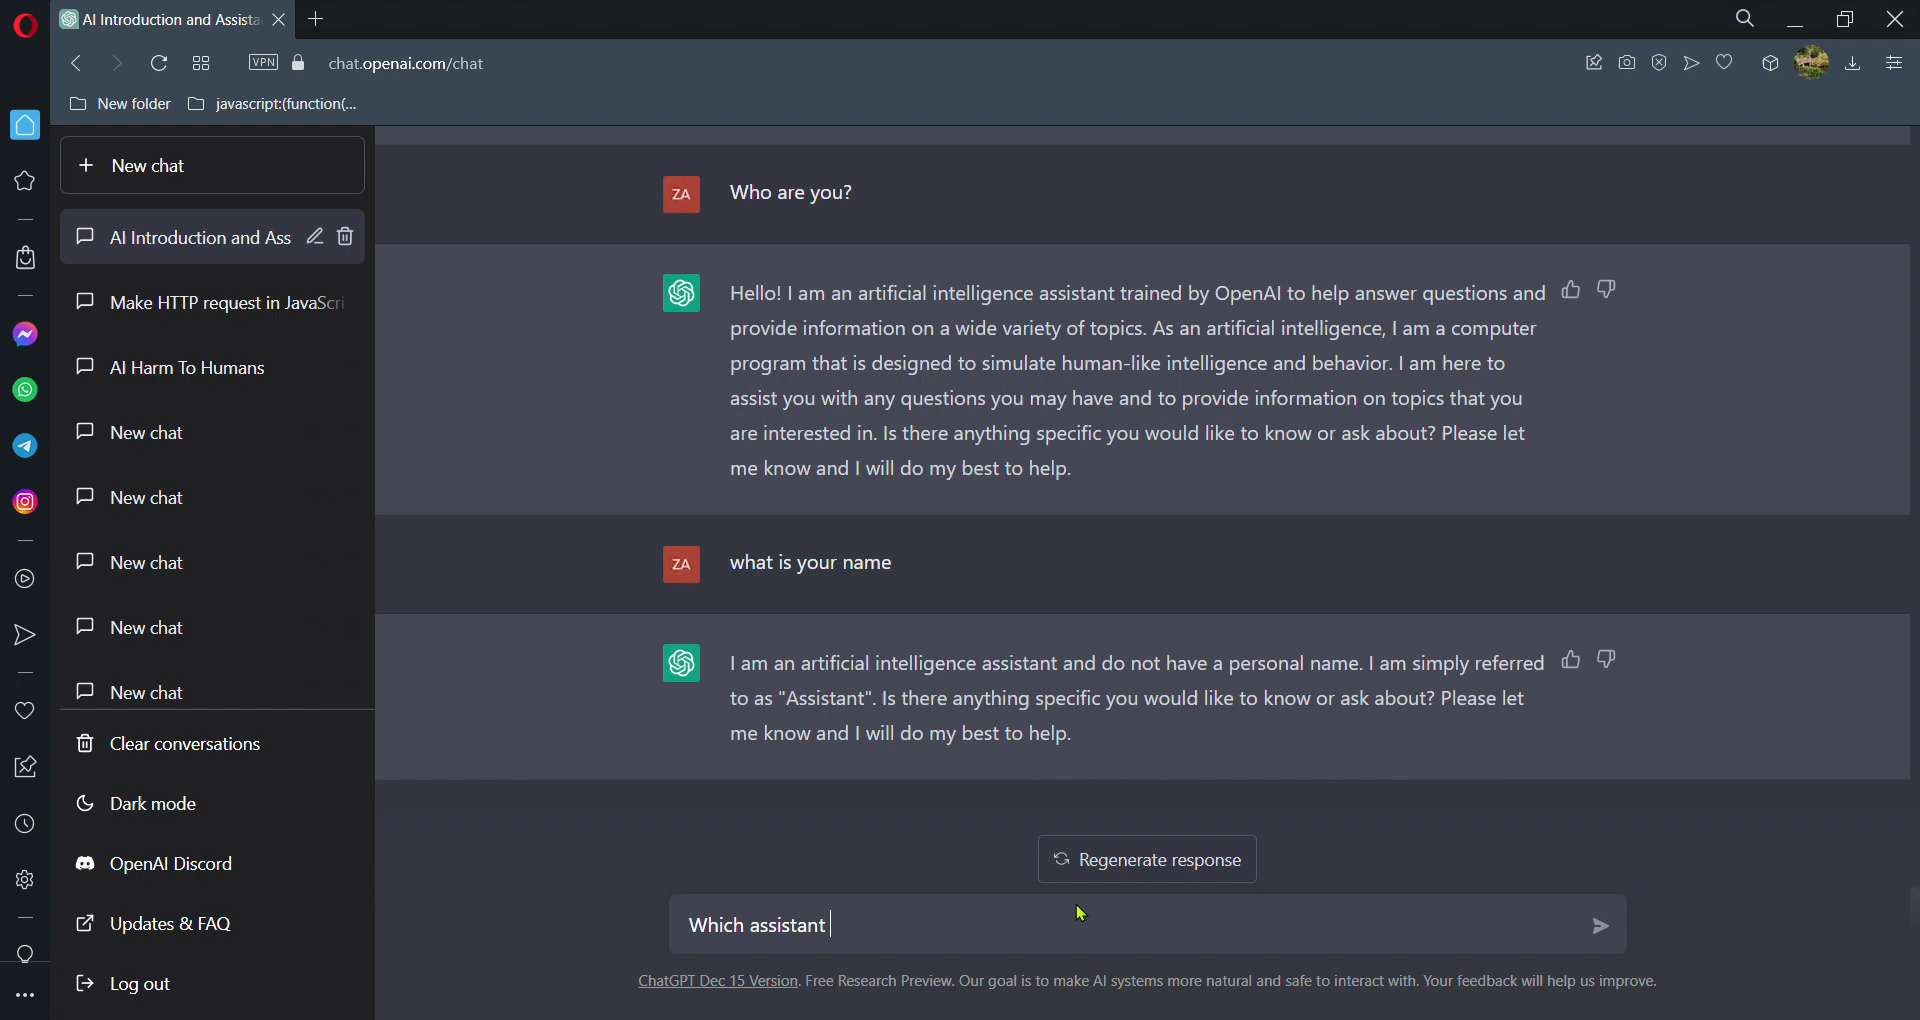 AI Introduction and Assista
VPN
chat.openai.com/chat
New folder
javascript:(function(...
New chat
AI Introduction and Ass
Make HTTP request in JavaScri
AI Harm To Humans
New chat
New chat
New chat
New chat
New chat
Clear conversations
Dark mode
OpenAI Discord
Updates & FAQ
Log out
ZA
Who are you?
Hello! I am an artificial intelligence assistant trained by OpenAI to help answer questions and
provide information on a wide variety of topics. As an artificial intelligence, I am a computer
program that is designed to simulate human-like intelligence and behavior. I am here to
assist you with any questions you may have and to provide information on topics that you
are interested in. Is there anything specific you would like to know or ask about? Please let
me know and I will do my best to help.
ZA
what is your name
I am an artificial intelligence assistant and do not have a personal name. I am simply referred
to as "Assistant". Is there anything specific you would like to know or ask about? Please let
me know and I will do my best to help.
Regenerate response
Which assistant
ChatGPT Dec 15 Version. Free Research Preview. Our goal is to make AI systems more natural and safe to interact with. Your feedback will help us improve.